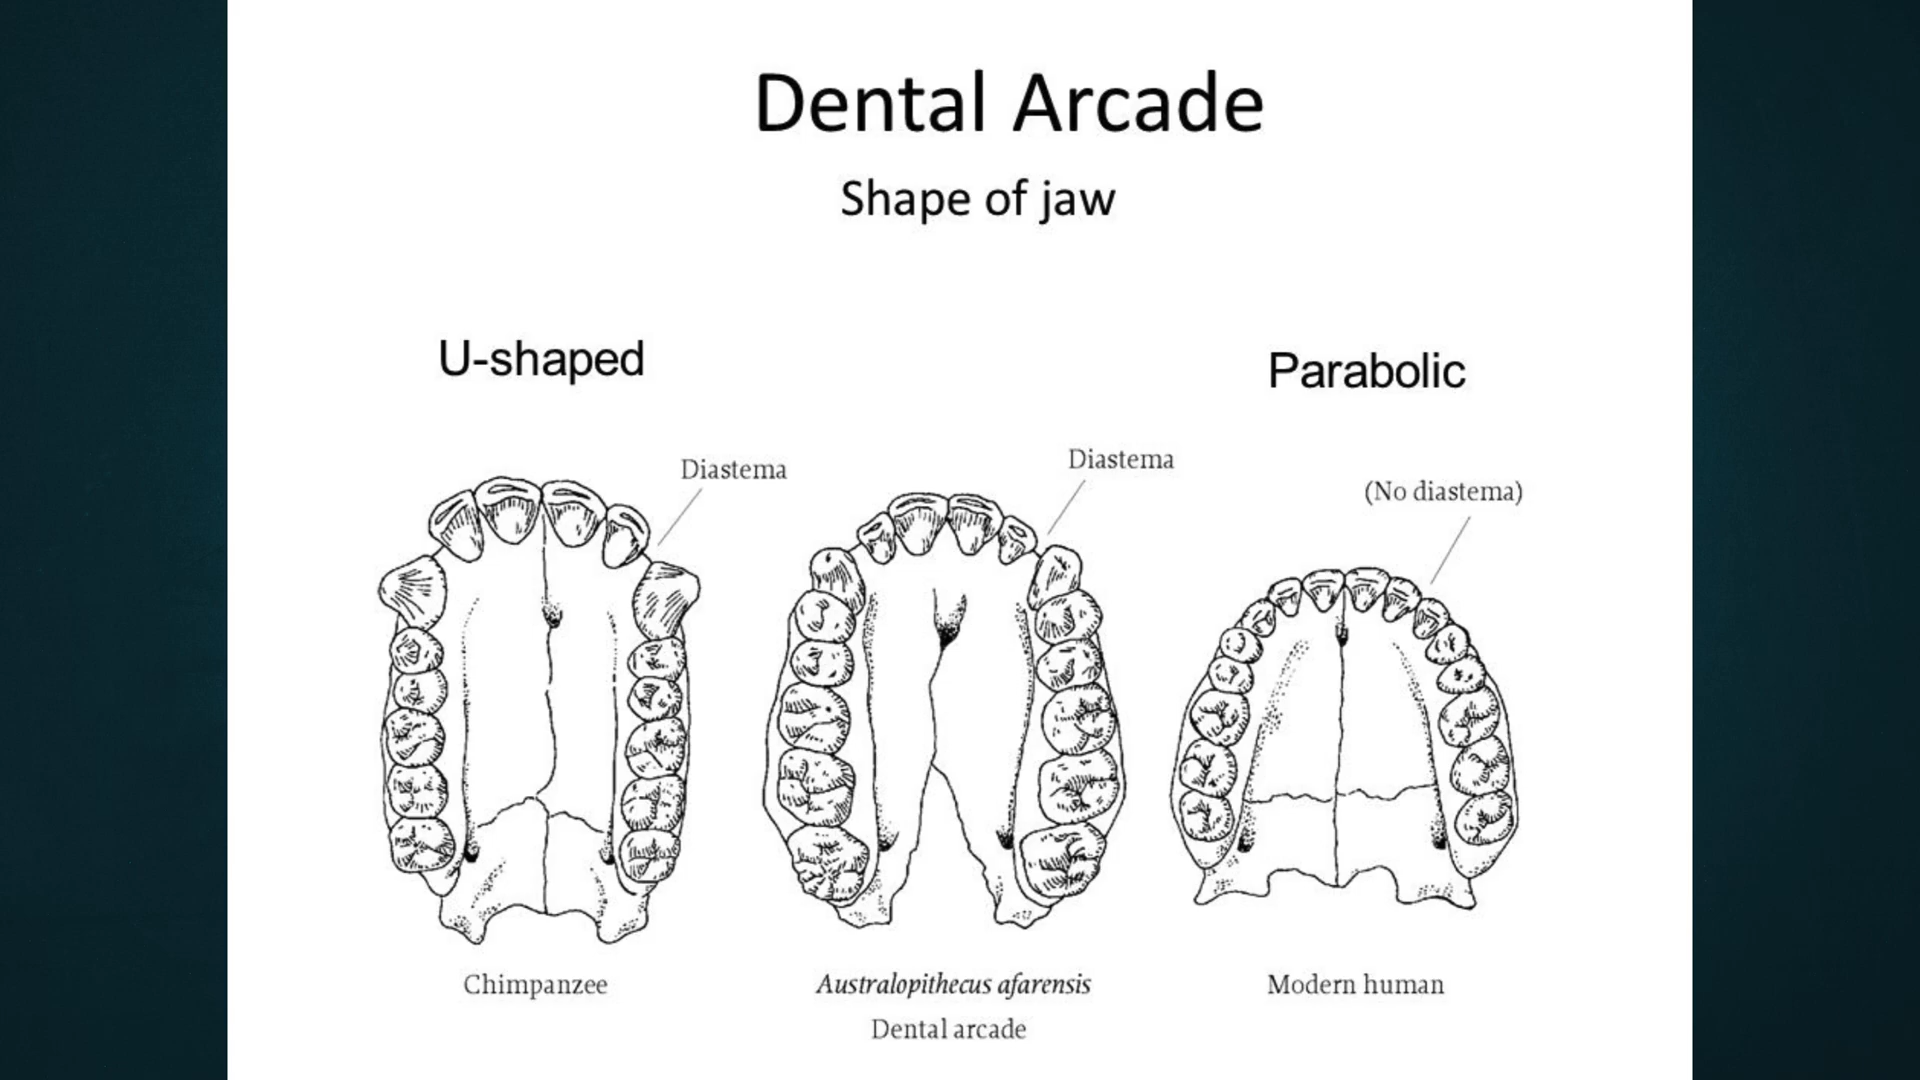 Dental Arcade
Shape of jaw
U-shaped
Parabolic
Diastema
Diastema
(No diastema)
Chimpanzee
Australopithecus afarensis
Modern human
Dental arcade